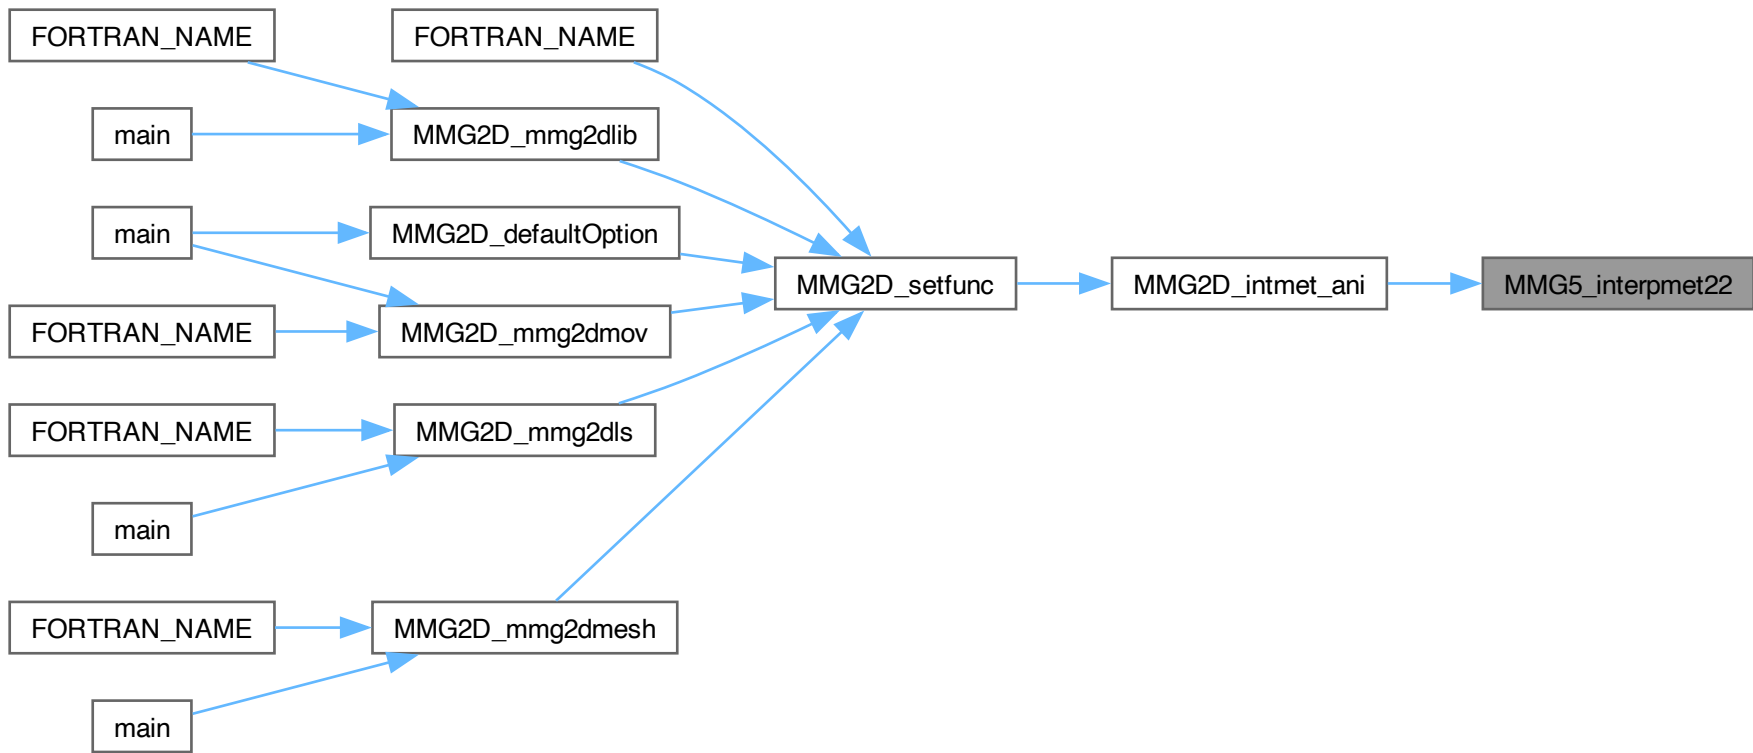 FORTRAN_NAME
FORTRAN_NAME
main
MMG2D_mmg2dlib
main
MMG2D_defaultOption
MMG2D_setfunc
MMG2D_intmet_ani
MMG5_interpmet22
FORTRAN_NAME
MMG2D_mmg2dmov
FORTRAN_NAME
MMG2D_mmg2dls
main
FORTRAN_NAME
MMG2D_mmg2dmesh
main